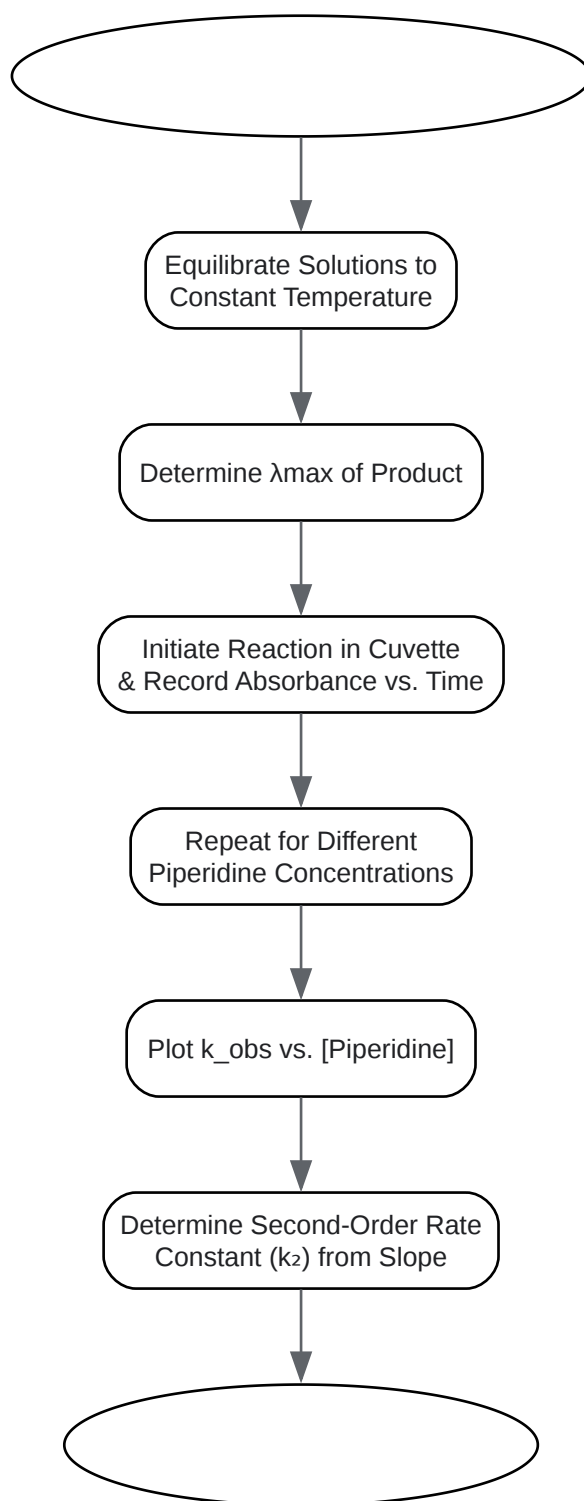 Equilibrate Solutions to
Constant Temperature
Determine λmax of Product
Initiate Reaction in Cuvette
& Record Absorbance vs. Time
Repeat for Different
Piperidine Concentrations
Plot k_obs vs. [Piperidine]
Determine Second-Order Rate
Constant (k₂) from Slope